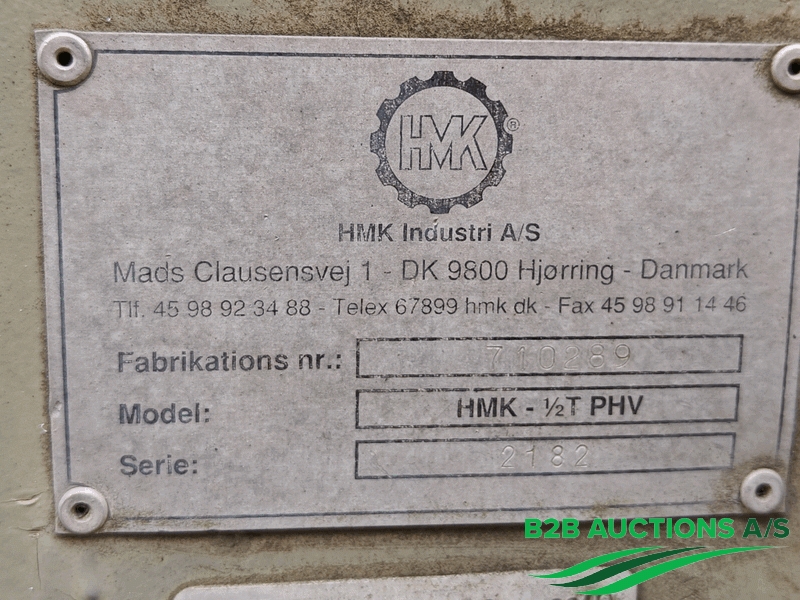 HMK ®
HMK Industri A/S
Mads Clausensvej 1 - DK 9800 Hjørring - Danmark
Tlf. 45 98 92 34 88 - Telex 67899 hmk dk - Fax 45 98 91 14 46
Fabrikations nr.: 710289
Model: HMK - ½T PHV
Serie: 2182
B2B AUCTIONS A/S